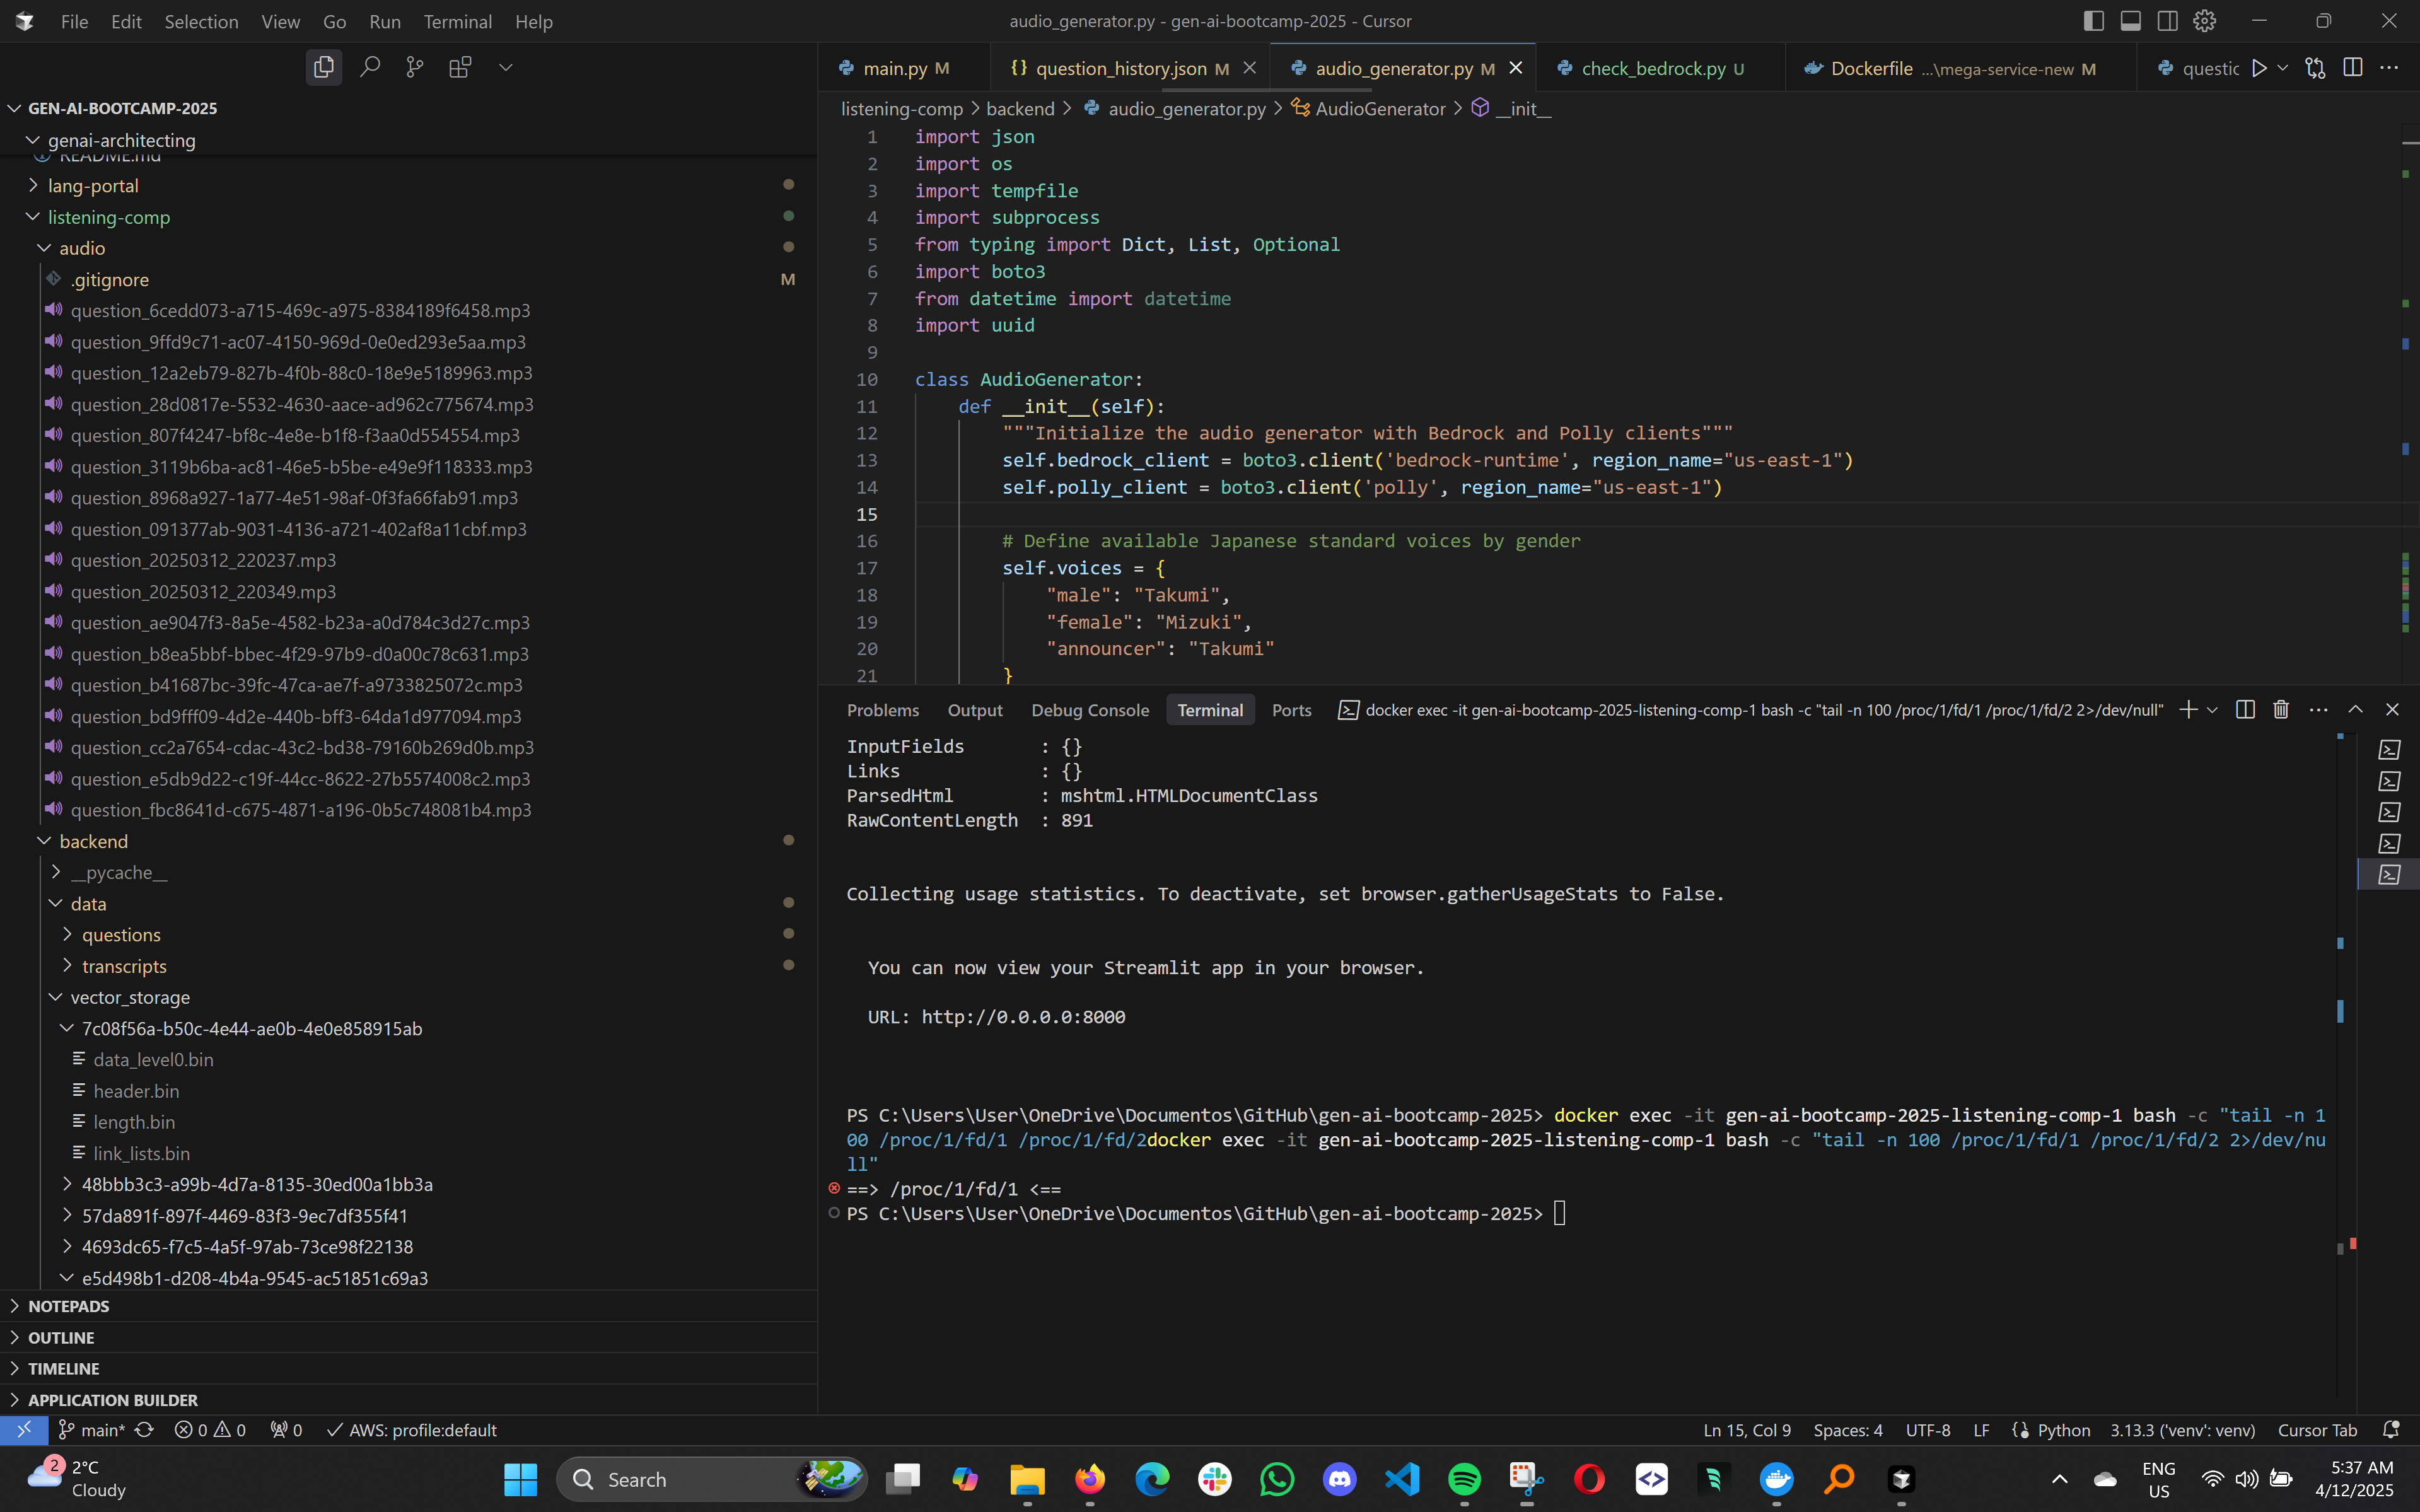 File Edit Selection View Go Run Terminal Help
audio_generator.py - gen-ai-bootcamp-2025 - Cursor
GEN-AI-BOOTCAMP-2025
genai-architecting
README.md
lang-portal
listening-comp
audio
.gitignore M
question_6cedd073-a715-469c-a975-8384189f6458.mp3
question_9ffd9c71-ac07-4150-969d-0e0ed293e5aa.mp3
question_12a2eb79-827b-4f0b-88c0-18e9e5189963.mp3
question_28d0817e-5532-4630-aace-ad962c775674.mp3
question_807f4247-bf8c-4e8e-b1f8-f3aa0d554554.mp3
question_3119b6ba-ac81-46e5-b5be-e49e9f118333.mp3
question_8968a927-1a77-4e51-98af-0f3fa66fab91.mp3
question_091377ab-9031-4136-a721-402af8a11cbf.mp3
question_20250312_220237.mp3
question_20250312_220349.mp3
question_ae9047f3-8a5e-4582-b23a-a0d784c3d27c.mp3
question_b8ea5bbf-bbec-4f29-97b9-d0a00c78c631.mp3
question_b41687bc-39fc-47ca-ae7f-a9733825072c.mp3
question_bd9fff09-4d2e-440b-bff3-64da1d977094.mp3
question_cc2a7654-cdac-43c2-bd38-79160b269d0b.mp3
question_e5db9d22-c19f-44cc-8622-27b5574008c2.mp3
question_fbc8641d-c675-4871-a196-0b5c748081b4.mp3
backend
__pycache__
data
questions
transcripts
vector_storage
7c08f56a-b50c-4e44-ae0b-4e0e858915ab
data_level0.bin
header.bin
length.bin
link_lists.bin
48bbb3c3-a99b-4d7a-8135-30ed00a1bb3a
57da891f-897f-4469-83f3-9ec7df355f41
4693dc65-f7c5-4a5f-97ab-73ce98f22138
e5d498b1-d208-4b4a-9545-ac51851c69a3
NOTEPADS
OUTLINE
TIMELINE
APPLICATION BUILDER
main.py M {} question_history.json M audio_generator.py M check_bedrock.py U Dockerfile ...\mega-service-new M questic
listening-comp > backend > audio_generator.py > AudioGenerator > __init__
1 import json
2 import os
3 import tempfile
4 import subprocess
5 from typing import Dict, List, Optional
6 import boto3
7 from datetime import datetime
8 import uuid
9
10 class AudioGenerator:
11 def __init__(self):
12 """Initialize the audio generator with Bedrock and Polly clients"""
13 self.bedrock_client = boto3.client('bedrock-runtime', region_name="us-east-1")
14 self.polly_client = boto3.client('polly', region_name="us-east-1")
15
16 # Define available Japanese standard voices by gender
17 self.voices = {
18 "male": "Takumi",
19 "female": "Mizuki",
20 "announcer": "Takumi"
21 }
Problems Output Debug Console Terminal Ports docker exec -it gen-ai-bootcamp-2025-listening-comp-1 bash -c "tail -n 100 /proc/1/fd/1 /proc/1/fd/2 2>/dev/null"
InputFields : {}
Links : {}
ParsedHtml : mshtml.HTMLDocumentClass
RawContentLength : 891
Collecting usage statistics. To deactivate, set browser.gatherUsageStats to False.
You can now view your Streamlit app in your browser.
URL: http://0.0.0.0:8000
PS C:\Users\User\OneDrive\Documentos\GitHub\gen-ai-bootcamp-2025> docker exec -it gen-ai-bootcamp-2025-listening-comp-1 bash -c "tail -n 1
00 /proc/1/fd/1 /proc/1/fd/2docker exec -it gen-ai-bootcamp-2025-listening-comp-1 bash -c "tail -n 100 /proc/1/fd/1 /proc/1/fd/2 2>/dev/nu
ll"
==> /proc/1/fd/1 <==
PS C:\Users\User\OneDrive\Documentos\GitHub\gen-ai-bootcamp-2025>
main* 0 0 0 AWS: profile:default
Ln 15, Col 9 Spaces: 4 UTF-8 LF Python 3.13.3 ('venv': venv) Cursor Tab
2
2°C
Cloudy
Search
ENG
US
5:37 AM
4/12/2025